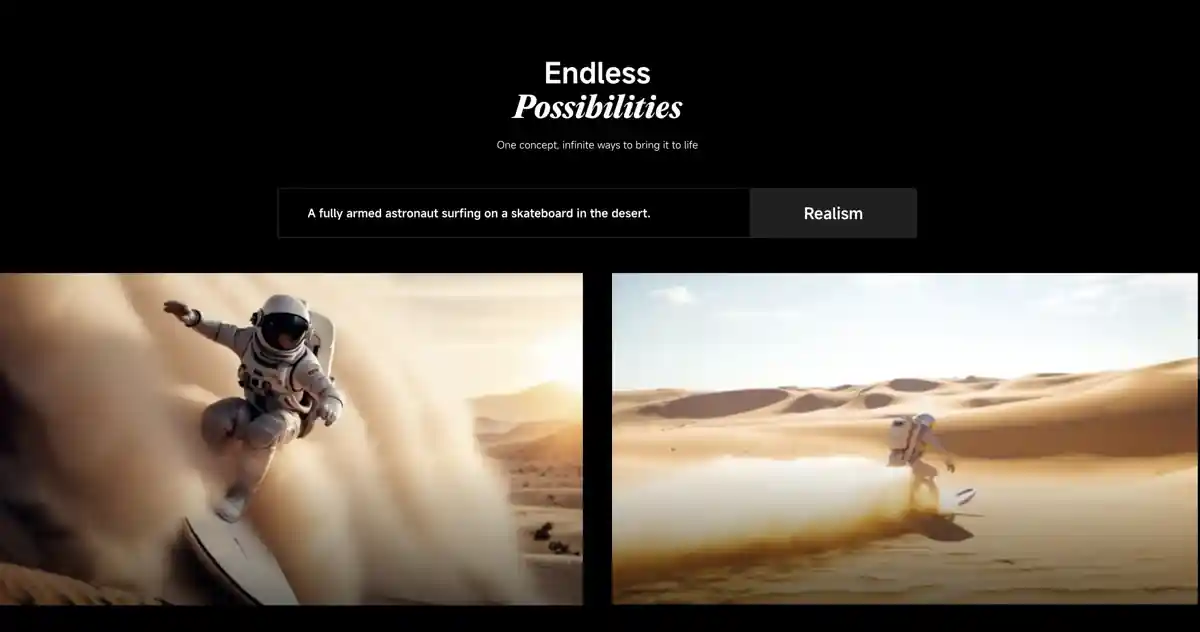 Endless
Possibilities
One concept, infinite ways to bring it to life
A fully armed astronaut surfing on a skateboard in the desert.
Realism